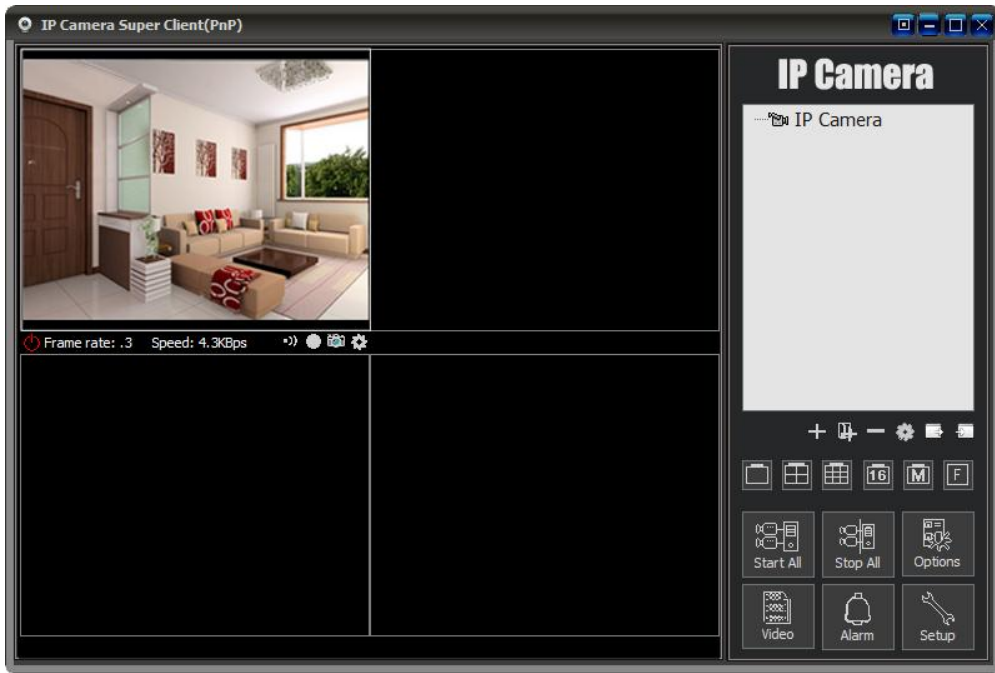 IP Camera Super Client(PnP)
IP Camera
IP Camera
Frame rate: .3 Speed: 4.3KBps
16 M F
Start All Stop All Options
Video Alarm Setup